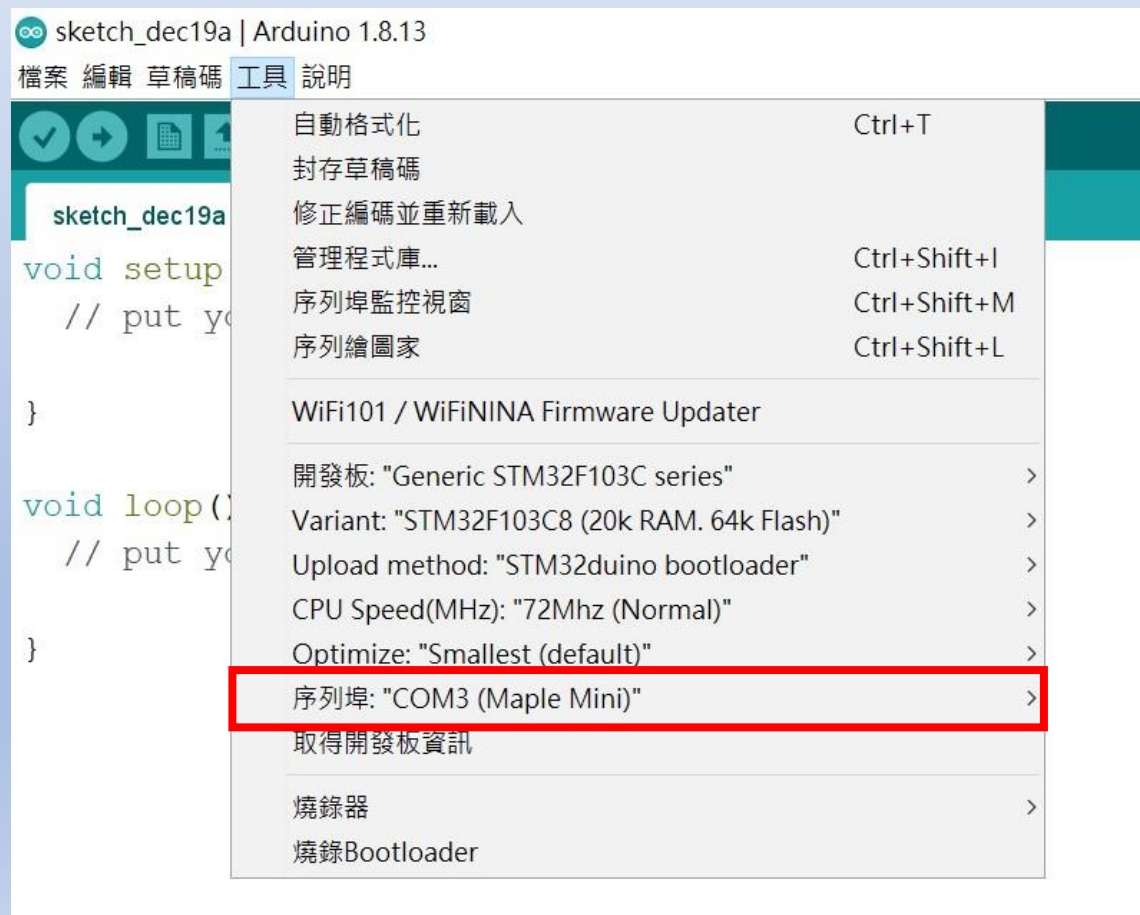 sketch_dec19a | Arduino 1.8.13
檔案 編輯 草稿碼 工具 說明
自動格式化 Ctrl+T
封存草稿碼
sketch_dec19a 修正編碼並重新載入
void setup 管理程式庫... Ctrl+Shift+I
// put yo 序列埠監控視窗 Ctrl+Shift+M
序列繪圖家 Ctrl+Shift+L
} WiFi101 / WiFiNINA Firmware Updater
開發板: "Generic STM32F103C series"
void loop() Variant: "STM32F103C8 (20k RAM. 64k Flash)"
// put yo Upload method: "STM32duino bootloader"
CPU Speed(MHz): "72Mhz (Normal)"
} Optimize: "Smallest (default)"
序列埠: "COM3 (Maple Mini)"
取得開發板資訊
燒錄器
燒錄Bootloader